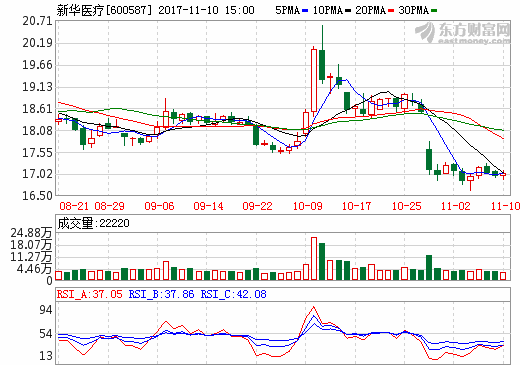 新华医疗[600587] 2017-11-10 15:00 5PMA 10PMA 20PMA 30PMA
东方财富网
eastmoney.com
20.71
20.19
19.66
19.13
18.61
18.08
17.55
17.02
16.50
08-21 08-29 09-06 09-14 09-22 10-09 10-17 10-25 11-02 11-10
成交量:22220
24.88万
18.07万
11.27万
4.46万
0
RSI_A:37.05 RSI_B:37.86 RSI_C:42.08
94
54
13